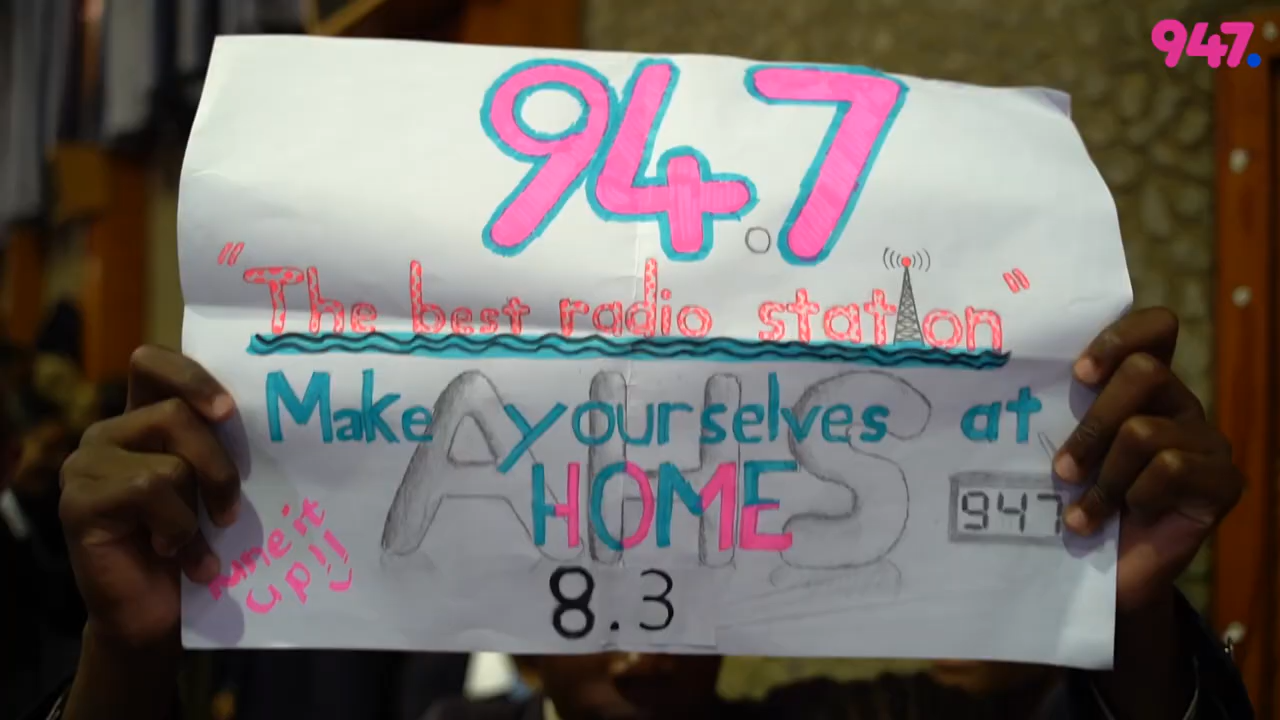 947.
94.7
"The best radio station"
Make yourselves at
HOME
AHS
947
Tune it
up!!
8.3